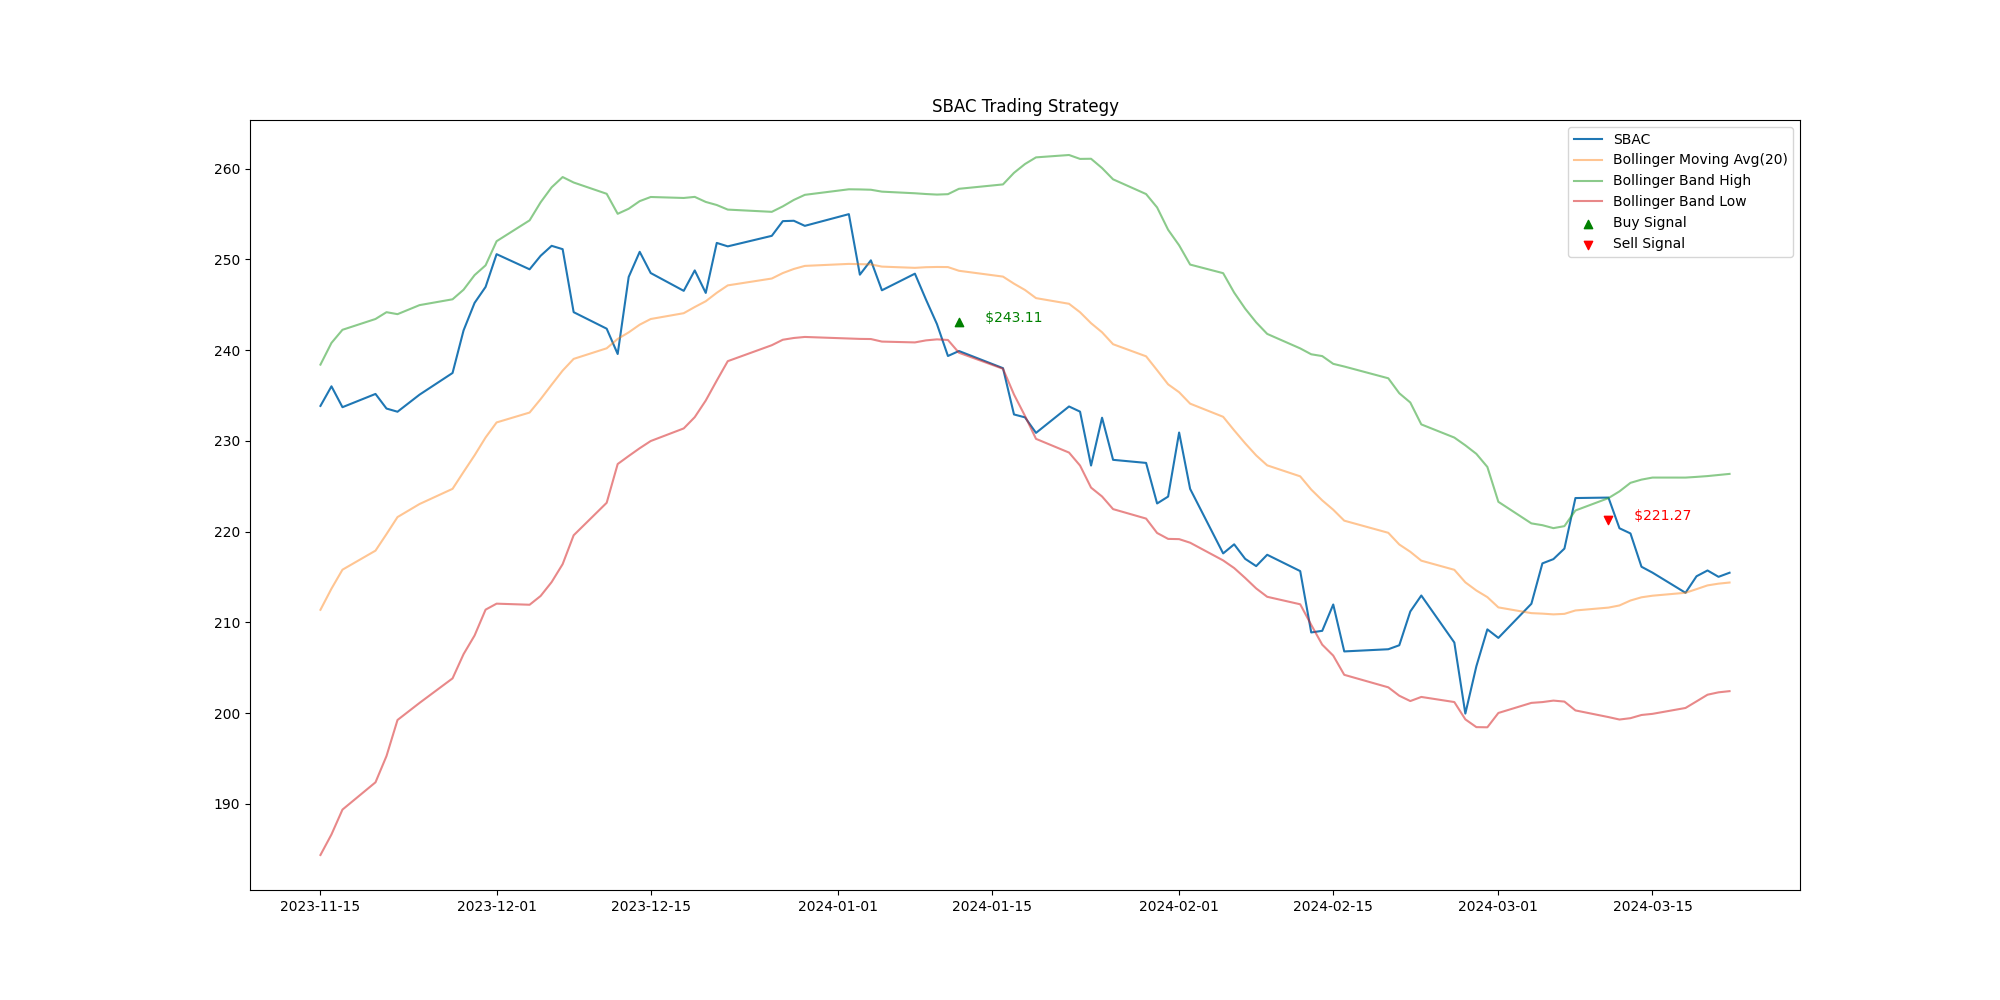 SBAC Trading Strategy
SBAC
Bollinger Moving Avg(20)
Bollinger Band High
Bollinger Band Low
Buy Signal
Sell Signal
260
250
240
230
220
210
200
190
$243.11
$221.27
2023-11-15
2023-12-01
2023-12-15
2024-01-01
2024-01-15
2024-02-01
2024-02-15
2024-03-01
2024-03-15